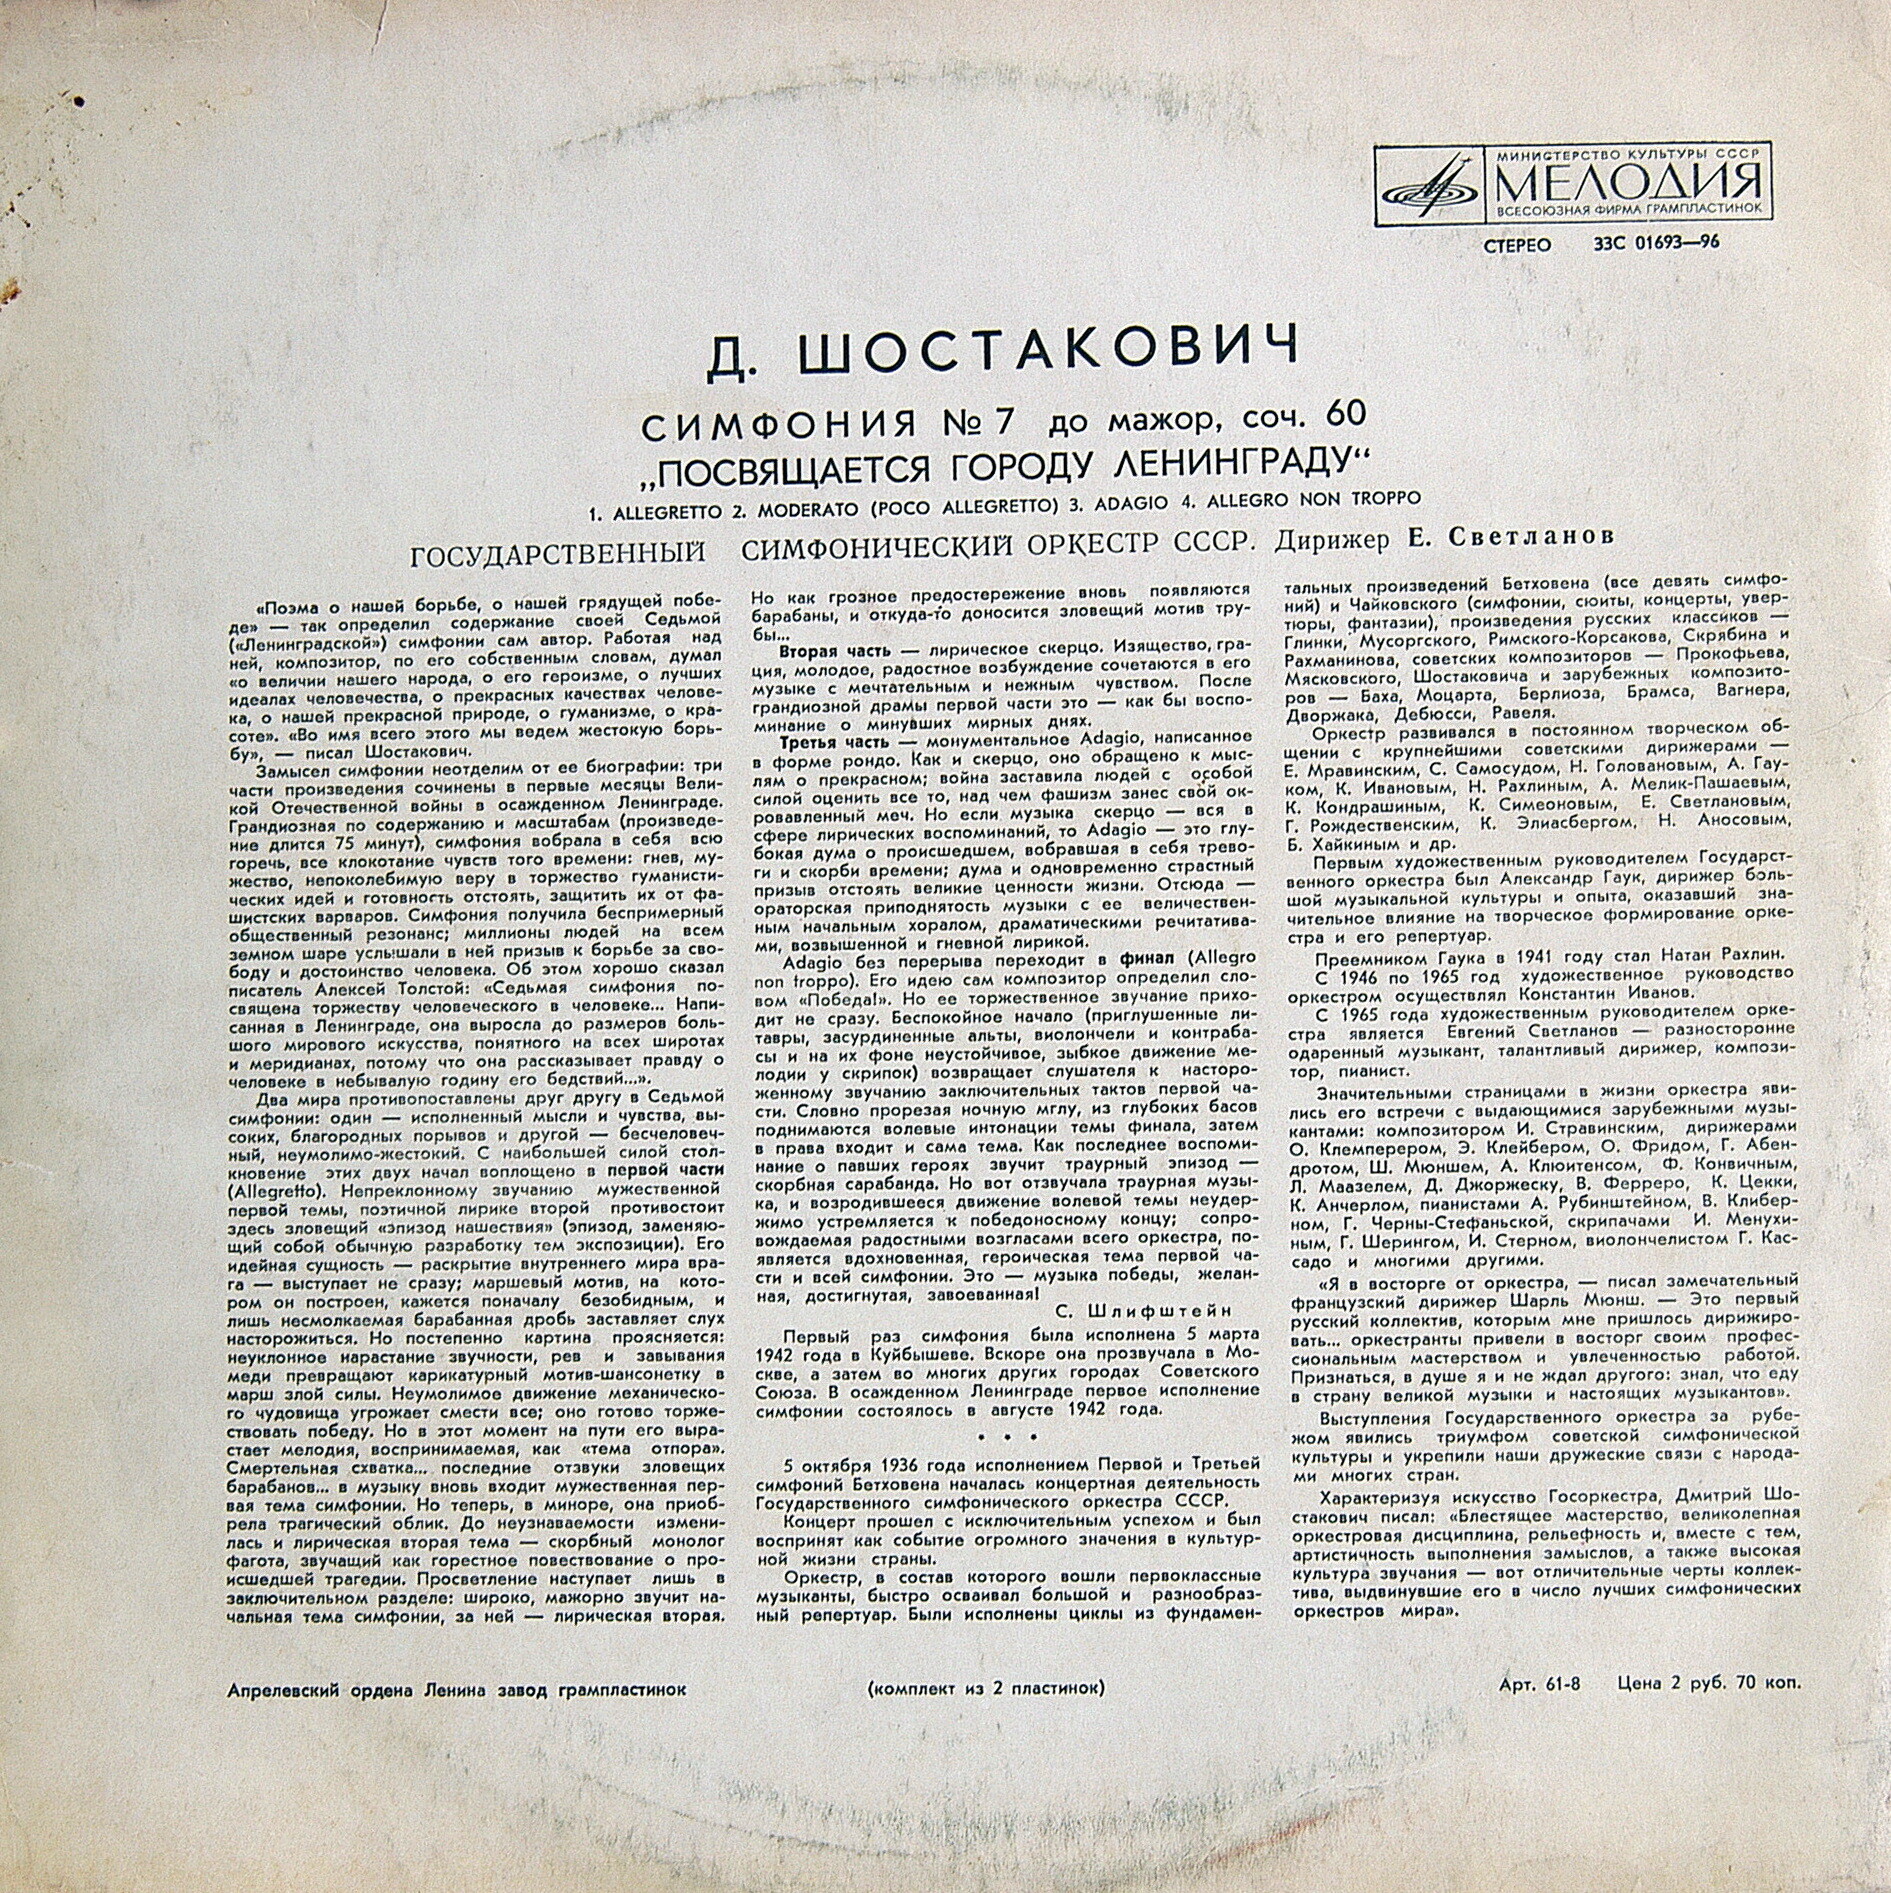 МИНИСТЕРСТВО КУЛЬТУРЫ СССР
МЕЛОДИЯ
ВСЕСОЮЗНАЯ ФИРМА ГРАМПЛАСТИНОК
СТЕРЕО 33С 01693—96
Д. ШОСТАКОВИЧ
СИМФОНИЯ № 7 до мажор, соч. 60
„ПОСВЯЩАЕТСЯ ГОРОДУ ЛЕНИНГРАДУ“
1. ALLEGRETTO 2. MODERATO (POCO ALLEGRETTO) 3. ADAGIO 4. ALLEGRO NON TROPPO
ГОСУДАРСТВЕННЫЙ СИМФОНИЧЕСКИЙ ОРКЕСТР СССР. Дирижер Е. Светланов
«Поэма о нашей борьбе, о нашей грядущей побе-
де» — так определил содержание своей Седьмой
(«Ленинградской») симфонии сам автор. Работая над
ней, композитор, по его собственным словам, думал
«о величии нашего народа, о его героизме, о лучших
идеалах человечества, о прекрасных качествах челове-
ка, о нашей прекрасной природе, о гуманизме, о кра-
соте». «Во имя всего этого мы ведем жестокую борь-
бу», — писал Шостакович.
Замысел симфонии неотделим от ее биографии: три
части произведения сочинены в первые месяцы Вели-
кой Отечественной войны в осажденном Ленинграде.
Грандиозная по содержанию и масштабам (произведе-
ние длится 75 минут), симфония вобрала в себя всю
горечь, все клокотание чувств того времени: гнев, му-
жество, непоколебимую веру в торжество гуманисти-
ческих идей и готовность отстоять, защитить их от фа-
шистских варваров. Симфония получила беспримерный
общественный резонанс; миллионы людей на всем
земном шаре услышали в ней призыв к борьбе за сво-
боду и достоинство человека. Об этом хорошо сказал
писатель Алексей Толстой: «Седьмая симфония по-
священа торжеству человеческого в человеке... Напи-
санная в Ленинграде, она выросла до размеров боль-
шого мирового искусства, понятного на всех широтах
и меридианах, потому что она рассказывает правду о
человеке в небывалую годину его бедствий...».
Два мира противопоставлены друг другу в Седьмой
симфонии: один — исполненный мысли и чувства, вы-
соких, благородных порывов и другой — бесчеловеч-
ный, неумолимо-жестокий. С наибольшей силой стол-
кновение этих двух начал воплощено в первой части
(Allegretto). Непреклонному звучанию мужественной
первой темы, поэтичной лирике второй противостоит
здесь зловещий «эпизод нашествия» (эпизод, заменяю-
щий собой обычную разработку тем экспозиции). Его
идейная сущность — раскрытие внутреннего мира вра-
га — выступает не сразу; маршевый мотив, на кото-
ром он построен, кажется поначалу безобидным, и
лишь несмолкаемая барабанная дробь заставляет слух
насторожиться. Но постепенно картина проясняется:
неуклонное нарастание звучности, рев и завывания
меди превращают карикатурный мотив-шансонетку в
марш злой силы. Неумолимое движение механическо-
го чудовища угрожает смести все; оно готово торже-
ствовать победу. Но в этот момент на пути его выра-
стает мелодия, воспринимаемая, как «тема отпора».
Смертельная схватка... последние отзвуки зловещих
барабанов... в музыку вновь входит мужественная пер-
вая тема симфонии. Но теперь, в миноре, она приоб-
рела трагический облик. До неузнаваемости измени-
лась и лирическая вторая тема — скорбный монолог
фагота, звучащий как горестное повествование о про-
исшедшей трагедии. Просветление наступает лишь в
заключительном разделе: широко, мажорно звучит на-
чальная тема симфонии, за ней — лирическая вторая.
Но как грозное предостережение вновь появляются
барабаны, и откуда-то доносится зловещий мотив тру-
бы...
Вторая часть — лирическое скерцо. Изящество, гра-
ция, молодое, радостное возбуждение сочетаются в его
музыке с мечтательным и нежным чувством. После
грандиозной драмы первой части это — как бы воспо-
минание о минувших мирных днях.
Третья часть — монументальное Adagio, написанное
в форме рондо. Как и скерцо, оно обращено к мыс-
лям о прекрасном; война заставила людей с особой
силой оценить все то, над чем фашизм занес свой ок-
ровавленный меч. Но если музыка скерцо — вся в
сфере лирических воспоминаний, то Adagio — это глу-
бокая дума о происшедшем, вобравшая в себя трево-
ги и скорби времени; дума и одновременно страстный
призыв отстоять великие ценности жизни. Отсюда —
ораторская приподнятость музыки с ее величествен-
ным начальным хоралом, драматическими речитатива-
ми, возвышенной и гневной лирикой.
Adagio без перерыва переходит в финал (Allegro
non troppo). Его идею сам композитор определил сло-
вом «Победа!». Но ее торжественное звучание прихо-
дит не сразу. Беспокойное начало (приглушенные ли-
тавры, засурдиненные альты, виолончели и контраба-
сы и на их фоне неустойчивое, зыбкое движение ме-
лодии у скрипок) возвращает слушателя к насторо-
женному звучанию заключительных тактов первой ча-
сти. Словно прорезая ночную мглу, из глубоких басов
поднимаются волевые интонации темы финала, затем
в права входит и сама тема. Как последнее воспоми-
нание о павших героях звучит траурный эпизод —
скорбная сарабанда. Но вот отзвучала траурная музы-
ка, и возродившееся движение волевой темы неудер-
жимо устремляется к победоносному концу; сопро-
вождаемая радостными возгласами всего оркестра, по-
является вдохновенная, героическая тема первой ча-
сти и всей симфонии. Это — музыка победы, желан-
ная, достигнутая, завоеванная!
С. Шлифштейн
Первый раз симфония была исполнена 5 марта
1942 года в Куйбышеве. Вскоре она прозвучала в Мо-
скве, а затем во многих других городах Советского
Союза. В осажденном Ленинграде первое исполнение
симфонии состоялось в августе 1942 года.
• • •
5 октября 1936 года исполнением Первой и Третьей
симфоний Бетховена началась концертная деятельность
Государственного симфонического оркестра СССР.
Концерт прошел с исключительным успехом и был
воспринят как событие огромного значения в культур-
ной жизни страны.
Оркестр, в состав которого вошли первоклассные
музыканты, быстро осваивал большой и разнообраз-
ный репертуар. Были исполнены циклы из фундамен-
тальных произведений Бетховена (все девять симфо-
ний) и Чайковского (симфонии, сюиты, концерты, увер-
тюры, фантазии), произведения русских классиков —
Глинки, Мусоргского, Римского-Корсакова, Скрябина и
Рахманинова, советских композиторов — Прокофьева,
Мясковского, Шостаковича и зарубежных композито-
ров — Баха, Моцарта, Берлиоза, Брамса, Вагнера,
Дворжака, Дебюсси, Равеля.
Оркестр развивался в постоянном творческом об-
щении с крупнейшими советскими дирижерами —
Е. Мравинским, С. Самосудом, Н. Головановым, А. Гау-
ком, К. Ивановым, Н. Рахлиным, А. Мелик-Пашаевым,
К. Кондрашиным, К. Симеоновым, Е. Светлановым,
Г. Рождественским, К. Элиасбергом, Н. Аносовым,
Б. Хайкиным и др.
Первым художественным руководителем Государст-
венного оркестра был Александр Гаук, дирижер боль-
шой музыкальной культуры и опыта, оказавший зна-
чительное влияние на творческое формирование орке-
стра и его репертуар.
Преемником Гаука в 1941 году стал Натан Рахлин.
С 1946 по 1965 год художественное руководство
оркестром осуществлял Константин Иванов.
С 1965 года художественным руководителем орке-
стра является Евгений Светланов — разносторонне
одаренный музыкант, талантливый дирижер, компози-
тор, пианист.
Значительными страницами в жизни оркестра яви-
лись его встречи с выдающимися зарубежными музы-
кантами: композитором И. Стравинским, дирижерами
О. Клемперером, Э. Клейбером, О. Фридом, Г. Абен-
дротом, Ш. Мюншем, А. Клюитенсом, Ф. Конвичным,
Л. Маазелем, Д. Джоржеску, В. Ферреро, К. Цекки,
К. Анчерлом, пианистами А. Рубинштейном, В. Клибер-
ном, Г. Черны-Стефаньской, скрипачами И. Менухи-
ным, Г. Шерингом, И. Стерном, виолончелистом Г. Кас-
садо и многими другими.
«Я в восторге от оркестра, — писал замечательный
французский дирижер Шарль Мюнш. — Это первый
русский коллектив, которым мне пришлось дирижиро-
вать... оркестранты привели в восторг своим профес-
сиональным мастерством и увлеченностью работой.
Признаться, в душе я и не ждал другого: знал, что еду
в страну великой музыки и настоящих музыкантов».
Выступления Государственного оркестра за рубе-
жом явились триумфом советской симфонической
культуры и укрепили наши дружеские связи с народа-
ми многих стран.
Характеризуя искусство Госоркестра, Дмитрий Шо-
стакович писал: «Блестящее мастерство, великолепная
оркестровая дисциплина, рельефность и, вместе с тем,
артистичность выполнения замыслов, а также высокая
культура звучания — вот отличительные черты коллек-
тива, выдвинувшие его в число лучших симфонических
оркестров мира».
Апрелевский ордена Ленина завод грампластинок (комплект из 2 пластинок) Арт. 61-8 Цена 2 руб. 70 коп.